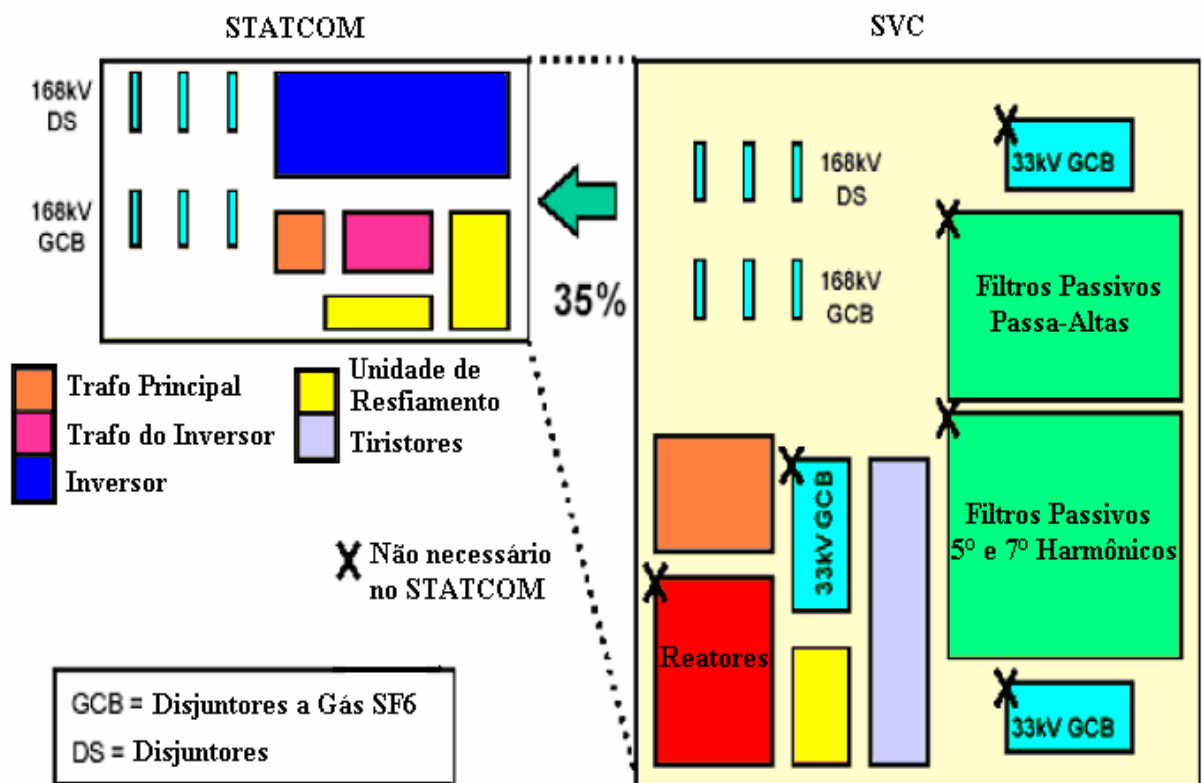 STATCOM
168kV
DS
168kV
GCB
35%
SVC
33kV GCB
168kV
DS
168kV
GCB
Filtros Passivos
Passa-Altas
33kV GCB
Filtros Passivos
5º e 7º Harmônicos
Reatores
33kV GCB
Trafo Principal
Trafo do Inversor
Inversor
Unidade de
Resfiamento
Tiristores
X Não necessário
no STATCOM
GCB = Disjuntores a Gás SF6
DS = Disjuntores